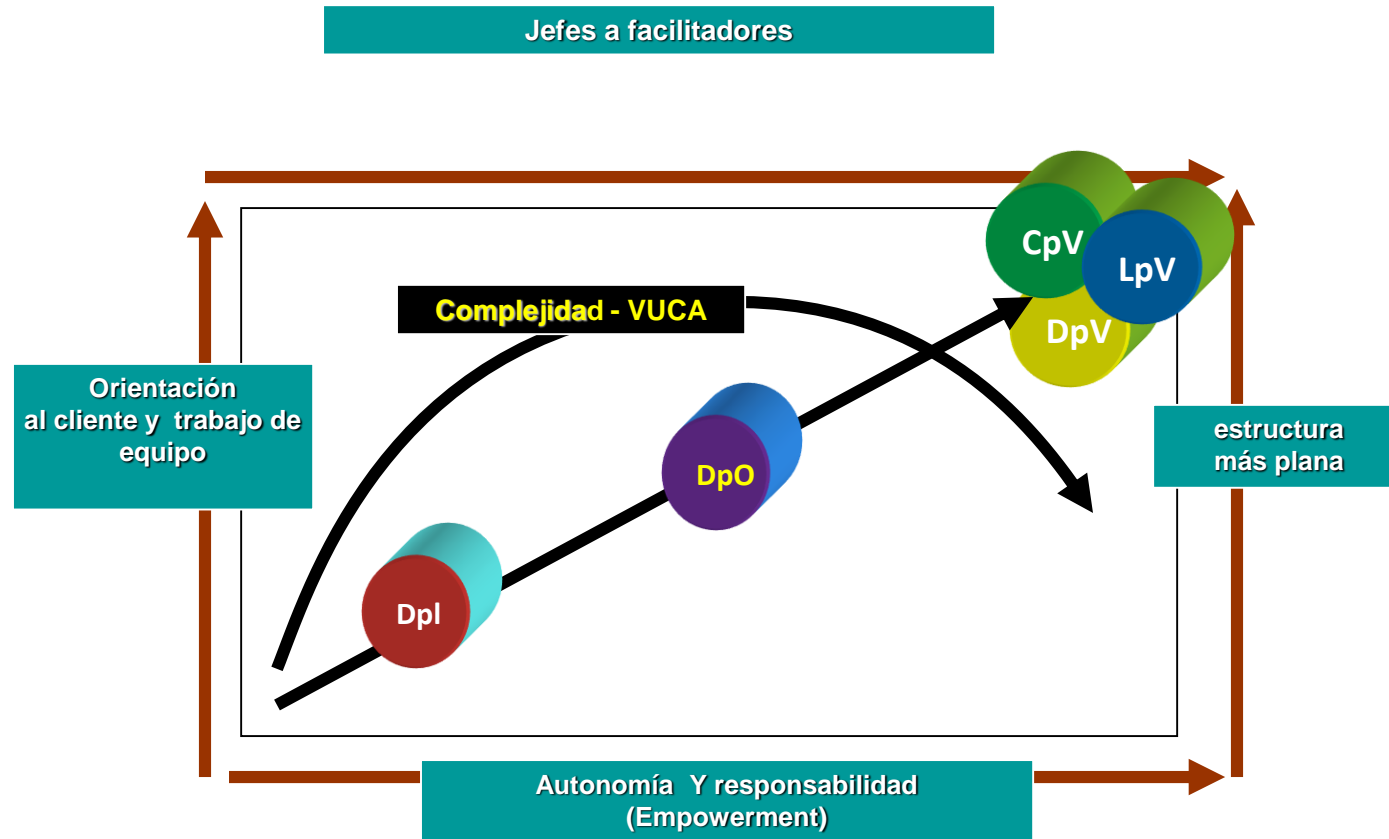 Jefes a facilitadores
CpV
LpV
Complejidad - VUCA
DpV
Orientación
al cliente y trabajo de
equipo
estructura
más plana
DpO
DpI
Autonomía Y responsabilidad
(Empowerment)